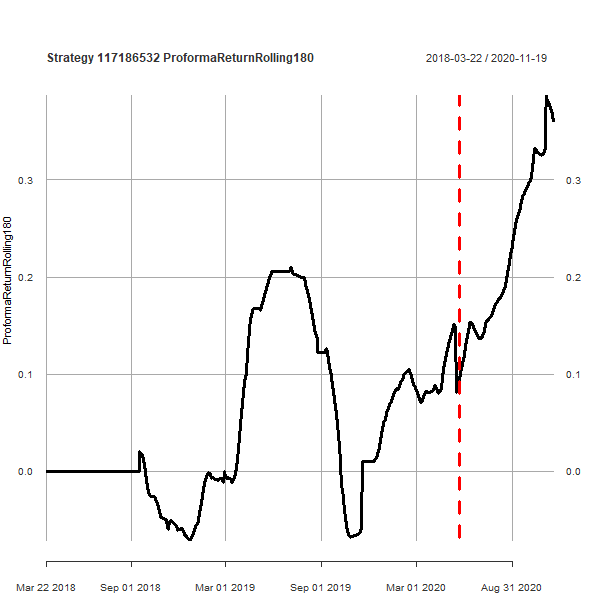 Strategy 117186532 ProformaReturnRolling180
2018-03-22 / 2020-11-19
ProformaReturnRolling180
0.3
0.3
0.2
0.2
0.1
0.1
0.0
0.0
Mar 22 2018
Sep 01 2018
Mar 01 2019
Sep 01 2019
Mar 01 2020
Aug 31 2020